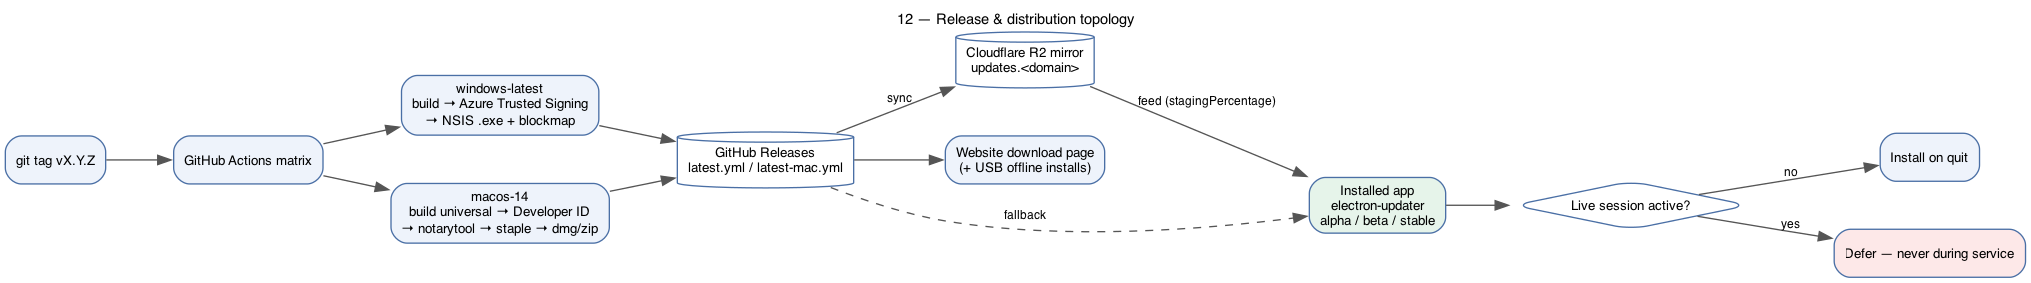 12 — Release & distribution topology
git tag vX.Y.Z
GitHub Actions matrix
windows-latest
build → Azure Trusted Signing
→ NSIS .exe + blockmap
macos-14
build universal → Developer ID
→ notarytool → staple → dmg/zip
GitHub Releases
latest.yml / latest-mac.yml
sync
Cloudflare R2 mirror
updates.<domain>
Website download page
(+ USB offline installs)
feed (stagingPercentage)
fallback
Installed app
electron-updater
alpha / beta / stable
Live session active?
no
Install on quit
yes
Defer — never during service